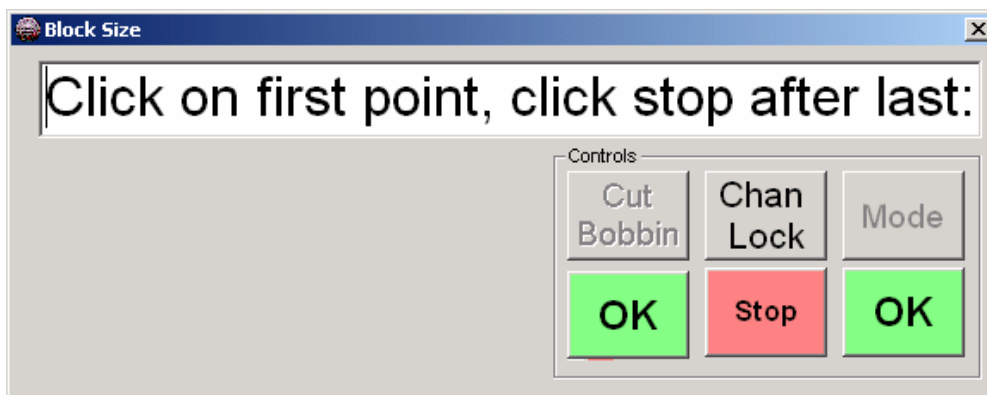 Block Size
Click on first point, click stop after last:
Controls
Cut
Bobbin
Chan
Lock
Mode
OK
Stop
OK